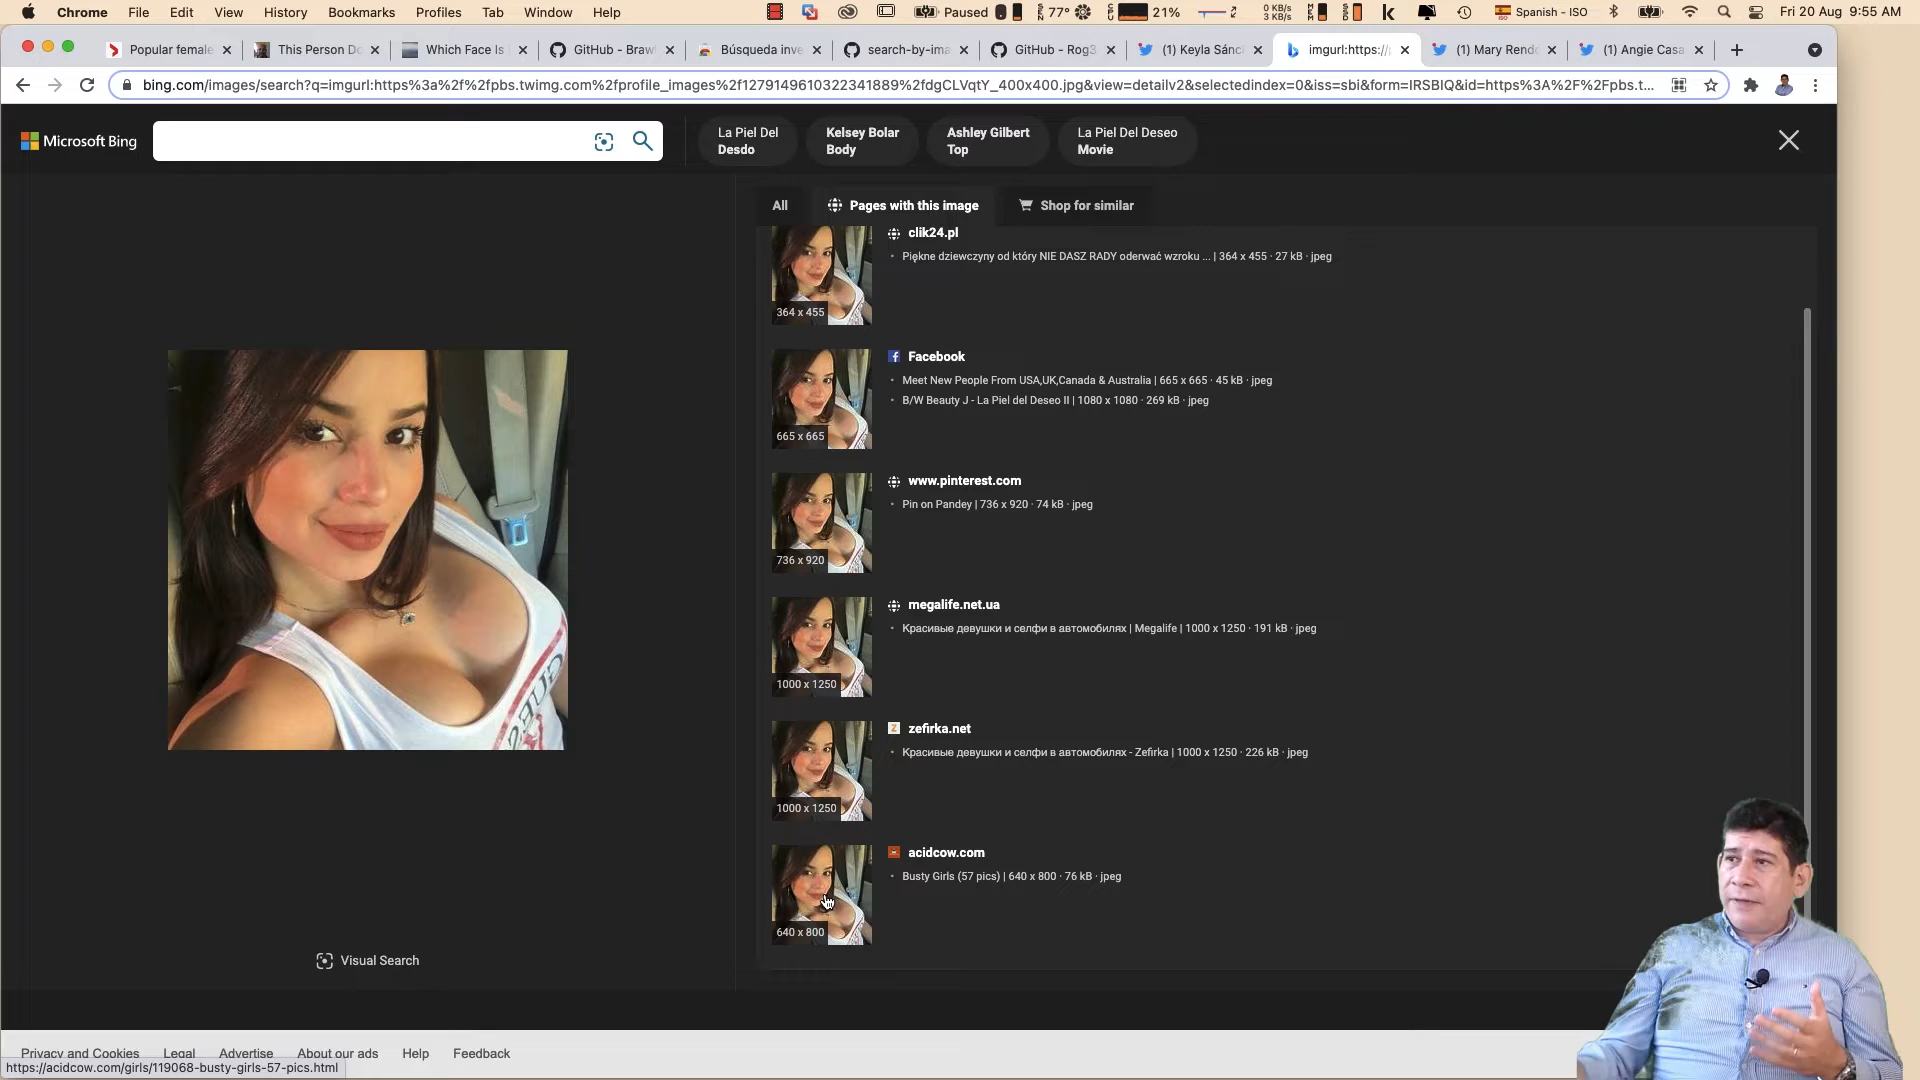 Chrome File Edit View History Bookmarks Profiles Tab Window Help
Paused 77° 21% 0 KB/s 3 KB/s Spanish - ISO Fri 20 Aug 9:55 AM
Popular female
This Person Do
Which Face Is
GitHub - Brawl
Búsqueda inve
search-by-ima
GitHub - Rog3
(1) Keyla Sánc
imgurl:https://
(1) Mary Rendo
(1) Angie Casa
bing.com/images/search?q=imgurl:https%3a%2f%2fpbs.twimg.com%2fprofile_images%2f1279149610322341889%2fdgCLVqtY_400x400.jpg&view=detailv2&selectedindex=0&iss=sbi&form=IRSBIQ&id=https%3A%2F%2Fpbs.t...
Microsoft Bing
La Piel Del
Desdo
Kelsey Bolar
Body
Ashley Gilbert
Top
La Piel Del Deseo
Movie
All Pages with this image Shop for similar
clik24.pl
Piękne dziewczyny od który NIE DASZ RADY oderwać wzroku ... | 364 x 455 · 27 kB · jpeg
364 x 455
Facebook
Meet New People From USA,UK,Canada & Australia | 665 x 665 · 45 kB · jpeg
B/W Beauty J - La Piel del Deseo II | 1080 x 1080 · 269 kB · jpeg
665 x 665
www.pinterest.com
Pin on Pandey | 736 x 920 · 74 kB · jpeg
736 x 920
megalife.net.ua
Красивые девушки и селфи в автомобилях | Megalife | 1000 x 1250 · 191 kB · jpeg
1000 x 1250
zefirka.net
Красивые девушки и селфи в автомобилях - Zefirka | 1000 x 1250 · 226 kB · jpeg
1000 x 1250
acidcow.com
Busty Girls (57 pics) | 640 x 800 · 76 kB · jpeg
640 x 800
Visual Search
Privacy and Cookies Legal Advertise About our ads Help Feedback
https://acidcow.com/girls/119068-busty-girls-57-pics.html